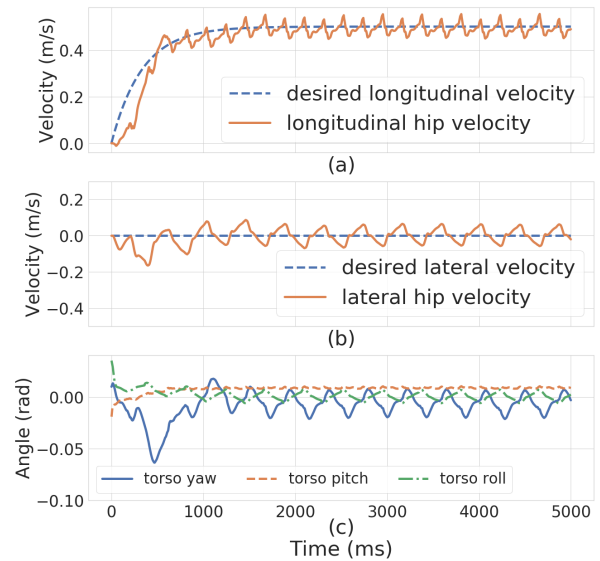 0.4
0.2
0.0
Velocity (m/s)
desired longitudinal velocity
longitudinal hip velocity
(a)
0.2
0.0
−0.2
−0.4
Velocity (m/s)
desired lateral velocity
lateral hip velocity
(b)
0.00
−0.05
−0.10
Angle (rad)
torso yaw torso pitch torso roll
0 1000 2000 3000 4000 5000
(c)
Time (ms)